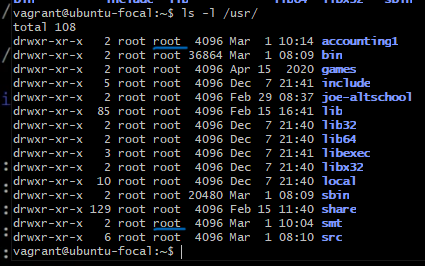 vagrant@ubuntu-focal:~$ ls -l /usr/
total 108
drwxr-xr-x   2 root root  4096 Mar  1 10:14 accounting1
drwxr-xr-x   2 root root 36864 Mar  1 08:09 bin
drwxr-xr-x   2 root root  4096 Apr 15  2020 games
drwxr-xr-x   5 root root  4096 Dec  7 21:41 include
drwxr-xr-x   2 root root  4096 Feb 29 08:37 joe-altschool
drwxr-xr-x  85 root root  4096 Feb 15 16:41 lib
drwxr-xr-x   2 root root  4096 Dec  7 21:40 lib32
drwxr-xr-x   2 root root  4096 Dec  7 21:40 lib64
drwxr-xr-x   3 root root  4096 Dec  7 21:41 libexec
drwxr-xr-x   2 root root  4096 Dec  7 21:40 libx32
drwxr-xr-x  10 root root  4096 Dec  7 21:40 local
drwxr-xr-x   2 root root 20480 Mar  1 08:09 sbin
drwxr-xr-x 129 root root  4096 Feb 15 11:40 share
drwxr-xr-x   2 root root  4096 Mar  1 10:04 smt
drwxr-xr-x   6 root root  4096 Mar  1 08:10 src
vagrant@ubuntu-focal:~$